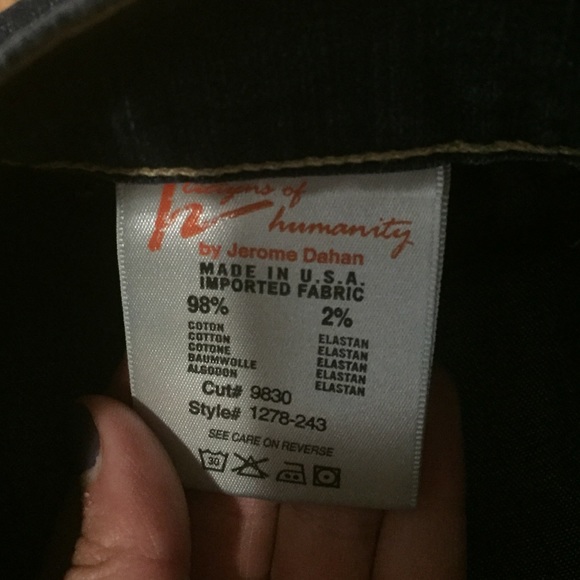 citizens of
h humanity
by Jerome Dahan
MADE IN U.S.A.
IMPORTED FABRIC
98% 2%
COTON ELASTAN
COTTON ELASTAN
COTONE ELASTAN
BAUMWOLLE ELASTAN
ALGODON ELASTAN
Cut# 9830
Style# 1278-243
SEE CARE ON REVERSE
30